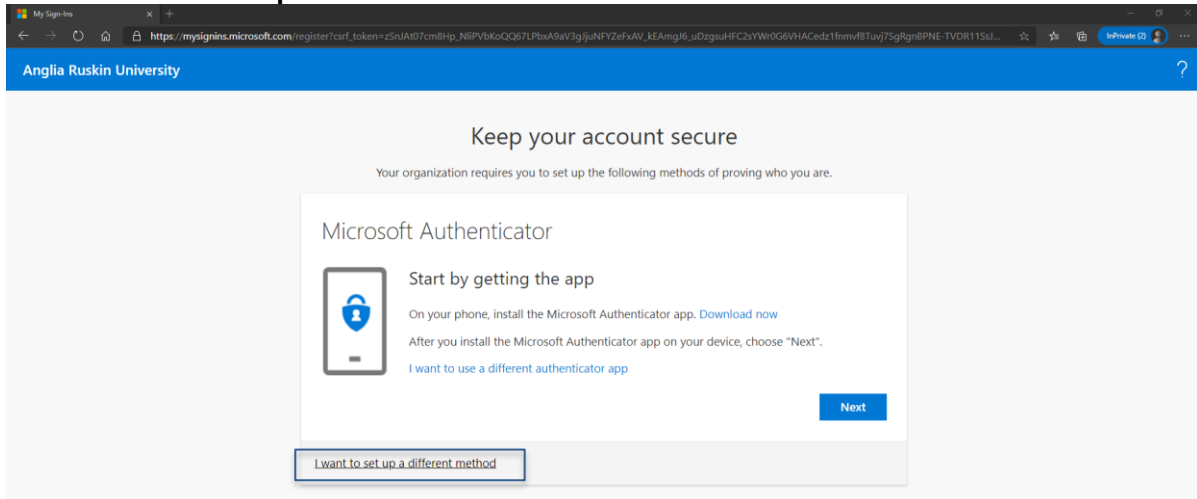 My Sign-Ins
https://mysignins.microsoft.com/register?csrf_token=
InPrivate (2)
Anglia Ruskin University
?
Keep your account secure
Your organization requires you to set up the following methods of proving who you are.
Microsoft Authenticator
Start by getting the app
On your phone, install the Microsoft Authenticator app. Download now
After you install the Microsoft Authenticator app on your device, choose "Next".
I want to use a different authenticator app
Next
I want to set up a different method